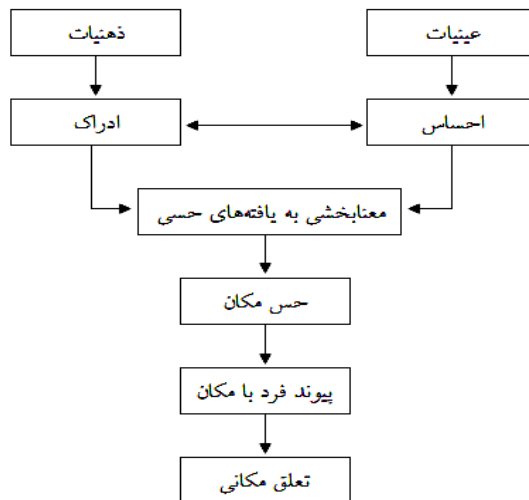 عینیات
ذهنیات
احساس
ادراک
معنابخشی به یافته‌های حسی
حس مکان
پیوند فرد با مکان
تعلق مکانی